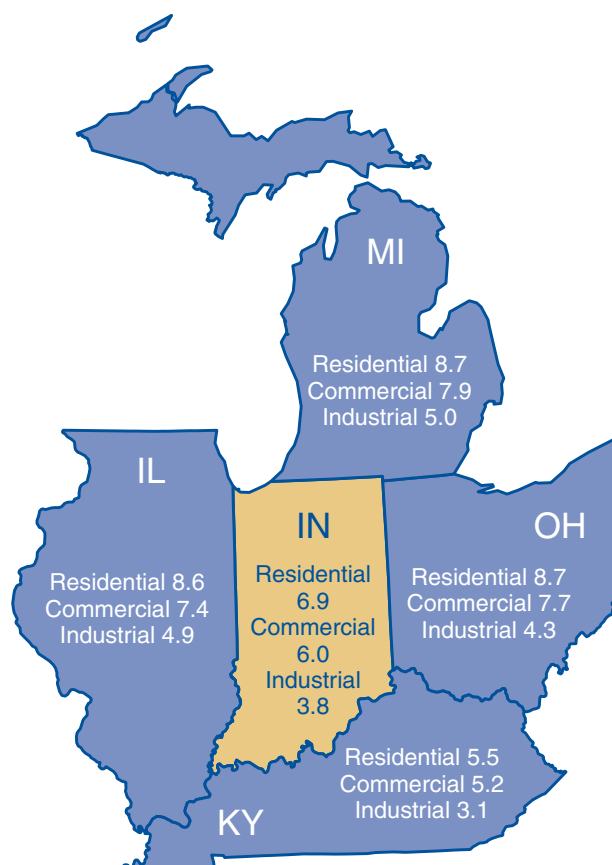 MI
Residential 8.7
Commercial 7.9
Industrial 5.0
IL
Residential 8.6
Commercial 7.4
Industrial 4.9
IN
Residential
6.9
Commercial
6.0
Industrial
3.8
OH
Residential 8.7
Commercial 7.7
Industrial 4.3
Residential 5.5
Commercial 5.2
Industrial 3.1
KY